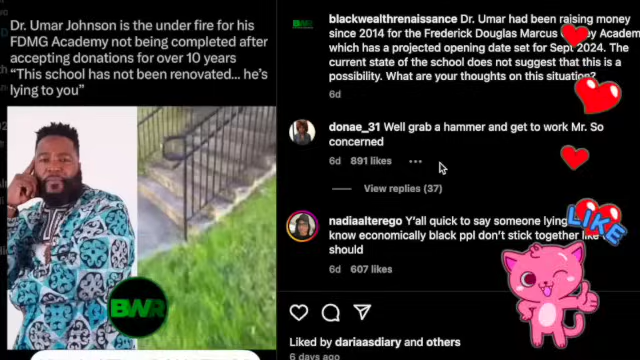 Dr. Umar Johnson is the under fire for his
FDMG Academy not being completed after
accepting donations for over 10 years
“This school has not been renovated... he’s
lying to you”
BWR
blackwealthrenaissance Dr. Umar had been raising money
since 2014 for the Frederick Douglas Marcus
which has a projected opening date set for Sept 2024. The
current state of the school does not suggest that this is a
possibility. What are your thoughts on this situation?
6d
donae_31 Well grab a hammer and get to work Mr. So
concerned
6d 891 likes ...
View replies (37)
nadiaalterego Y’all quick to say someone lying
know economically black ppl don’t stick together
should
6d 607 likes
LIKE
Liked by dariaasdiary and others
6 days ago